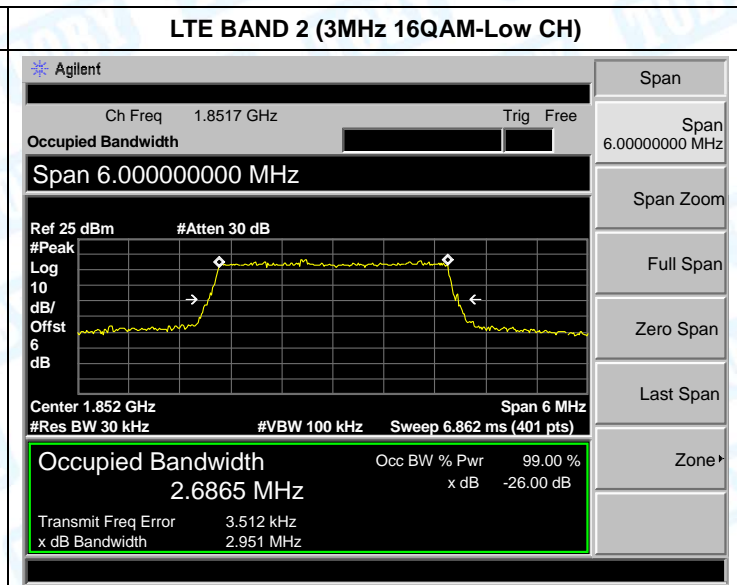 LTE BAND 2 (3MHz 16QAM-Low CH)
Agilent
Ch Freq 1.8517 GHz Trig Free
Occupied Bandwidth
Span 6.000000000 MHz
Ref 25 dBm #Atten 30 dB
#Peak
Log
10
dB/
Offst
6
dB
Center 1.852 GHz Span 6 MHz
#Res BW 30 kHz #VBW 100 kHz Sweep 6.862 ms (401 pts)
Occupied Bandwidth Occ BW % Pwr 99.00 %
2.6865 MHz x dB -26.00 dB
Transmit Freq Error 3.512 kHz
x dB Bandwidth 2.951 MHz
Span
Span
6.00000000 MHz
Span Zoom
Full Span
Zero Span
Last Span
Zone